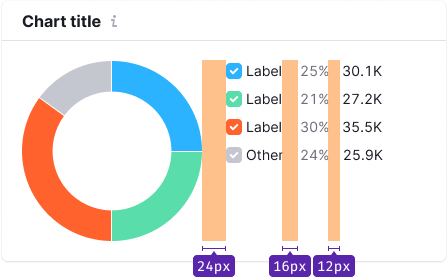 Chart title i
Label 25% 30.1K
Label 21% 27.2K
Label 30% 35.5K
Other 24% 25.9K
24px 16px 12px